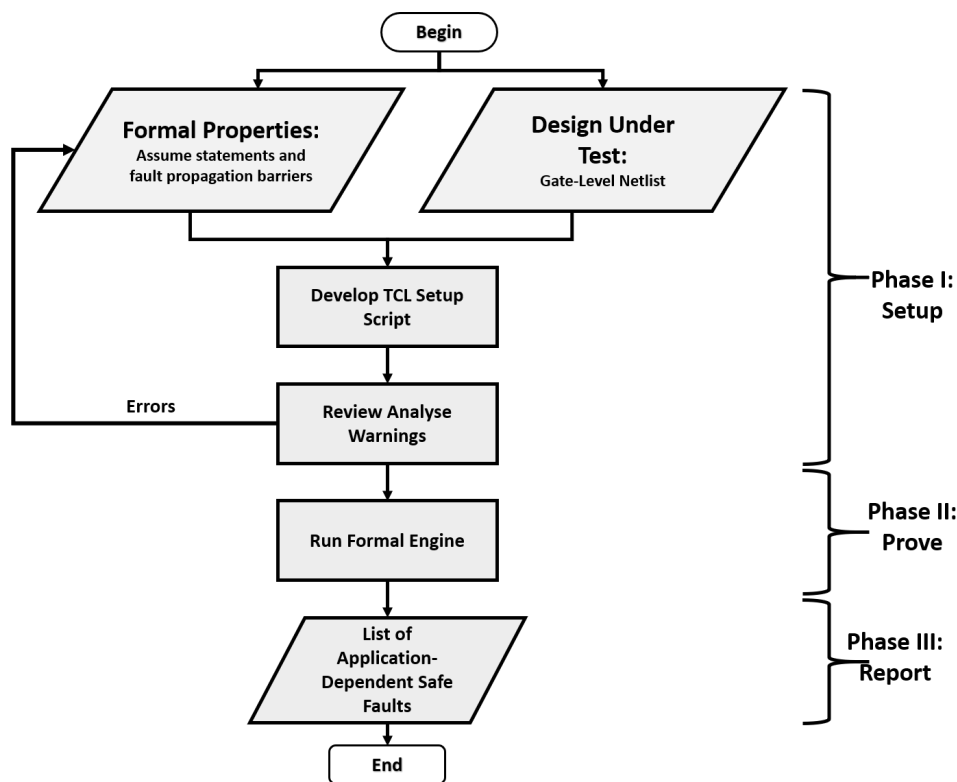 Begin
Formal Properties:
Assume statements and
fault propagation barriers
Design Under
Test:
Gate-Level Netlist
Develop TCL Setup
Script
Phase I:
Setup
Errors
Review Analyse
Warnings
Run Formal Engine
Phase II:
Prove
List of
Application-
Dependent Safe
Faults
Phase III:
Report
End